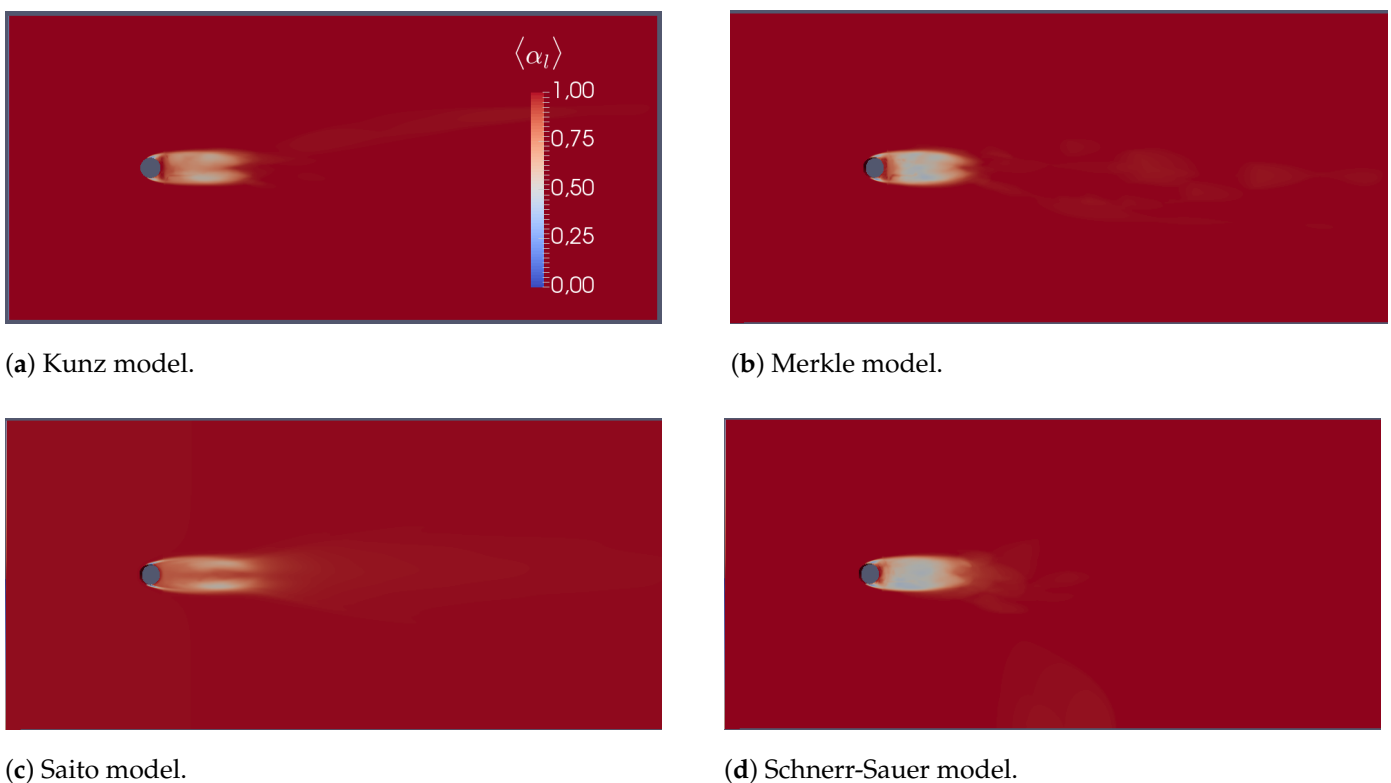 ⟨α_l⟩
1,00
0,75
0,50
0,25
0,00
(a) Kunz model.
(b) Merkle model.
(c) Saito model.
(d) Schnerr-Sauer model.